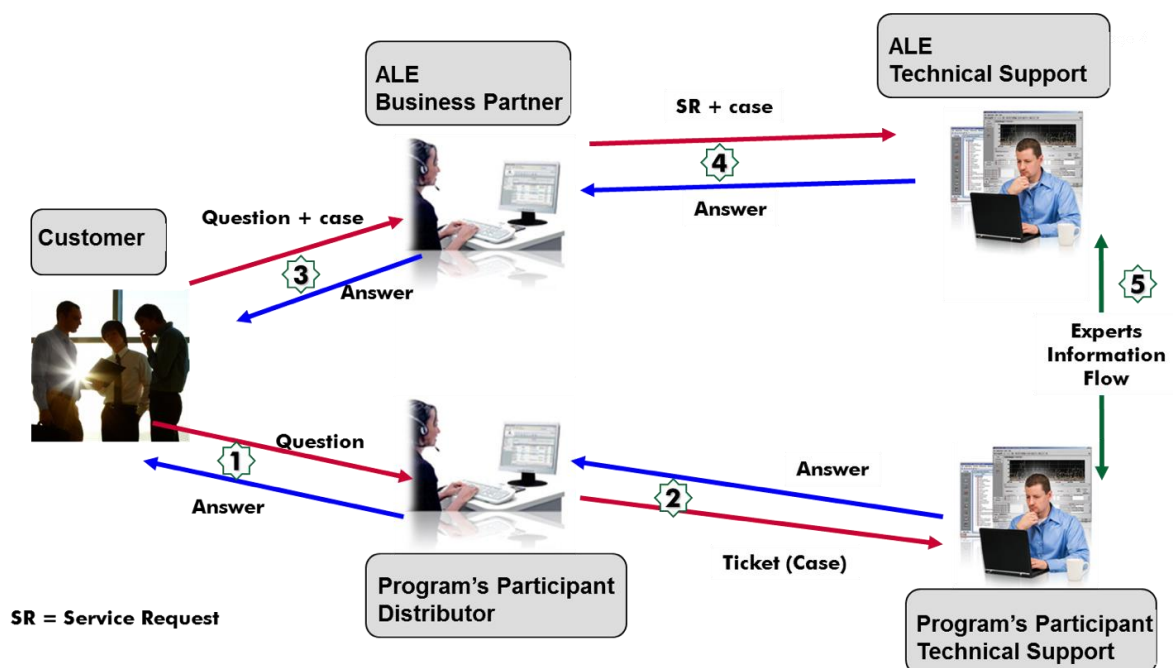 ALE
Technical Support
ALE
Business Partner
SR + case
4
Answer
Customer
Question + case
3
Answer
5
Experts
Information
Flow
Question
1
Answer
Answer
2
Ticket (Case)
Program's Participant
Distributor
SR = Service Request
Program's Participant
Technical Support